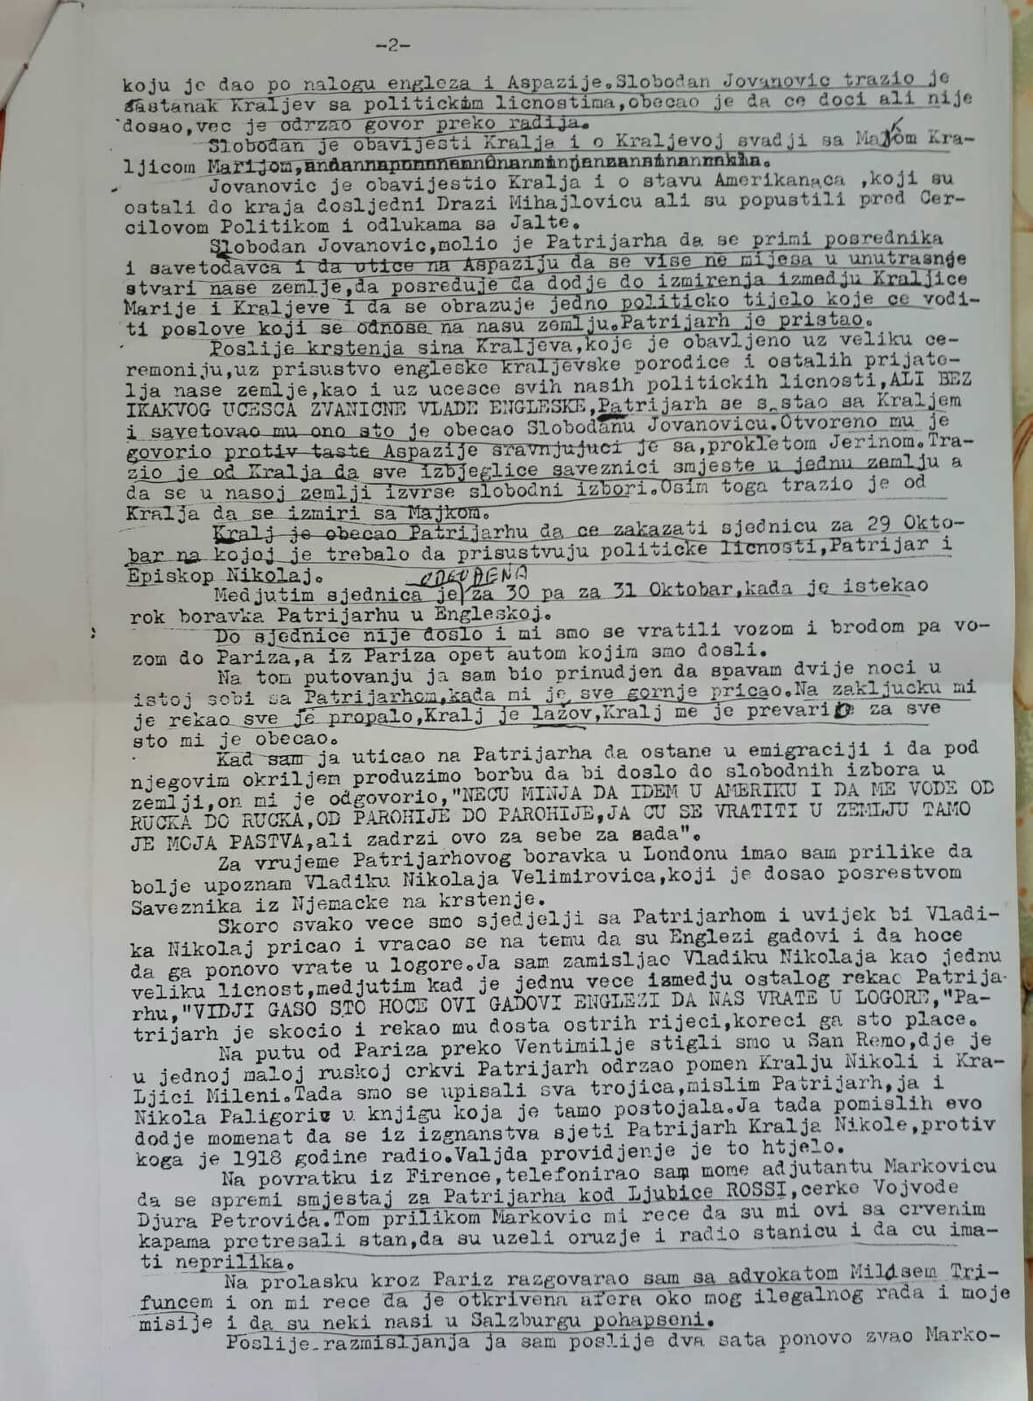 -2-
koju je dao po nalogu engleza i Aspazije.Slobodan Jovanovic trazio je
sastanak Kraljev sa politickim licnostima,obecao je da ce doci ali nije
dosao,vec je odrzao govor preko radija.
Slobodan je obavijesti Kralja i o Kraljevoj svadji sa Majkom Kra-
ljicom Marijom,
Jovanovic je obavijestio Kralja i o stavu Amerikanaca ,koji su
ostali do kraja dosljedni Drazi Mihajlovicu ali su popustili pred Cer-
cilovom Politikom i odlukama sa Jalte.
Slobodan Jovanovic,molio je Patrijarha da se primi posrednika
i savetodavca i da utice na Aspaziju da se vise ne mijesa u unutrasnje
stvari nase zemlje,da posreduje da dodje do izmirenja izmedju Kraljice
Marije i Kraljeve i da se obrazuje jedno politicko tijelo koje ce vodi-
ti poslove koji se odnose na nasu zemlju.Patrijarh je pristao.
Poslije krstenja sina Kraljeva,koje je obavljeno uz veliku ce-
remoniju,uz prisustvo engleske kraljevske porodice i ostalih prijate-
lja nase zemlje,kao i uz ucesce svih nasih politickih licnosti,ALI BEZ
IKAKVOG UCESCA ZVANICNE VLADE ENGLESKE,Patrijarh se s stao sa Kraljem
i savetovao mu ono sto je obecao Slobodanu Jovanovicu.Otvoreno mu je
govorio protiv taste Aspazije sravnjujuci je sa,prokletom Jerinom.Tra-
zio je od Kralja da sve izbjeglice saveznici smjeste u jednu zemlju a
da se u nasoj zemlji izvrse slobodni izbori.Osim toga trazio je od
Kralja da se izmiri sa Majkom.
Kralj je obecao Patrijarhu da ce zakazati sjednicu za 29 Okto-
bar na kojoj je trebalo da prisustvuju politicke licnosti,Patrijar i
Episkop Nikolaj.
ODGODJENA
Medjutim sjednica je za 30 pa za 31 Oktobar,kada je istekao
rok boravka Patrijarhu u Engleskoj.
Do sjednice nije doslo i mi smo se vratili vozom i brodom pa vo-
zom do Pariza,a iz Pariza opet autom kojim smo dosli.
Na tom putovanju ja sam bio prinudjen da spavam dvije noci u
istoj sobi sa Patrijarhom,kada mi je sve gornje pricao.Na zakljucku mi
je rekao sve je propalo,Kralj je lazov,Kralj me je prevario za sve
sto mi je obecao.
Kad sam ja uticao na Patrijarha da ostane u emigraciji i da pod
njegovim okriljem produzimo borbu da bi doslo do slobodnih izbora u
zemlji,on mi je odgovorio,"NECU MINJA DA IDEM U AMERIKU I DA ME VODE OD
RUCKA DO RUCKA,OD PAROHIJE DO PAROHIJE,JA CU SE VRATITI U ZEMLJU TAMO
JE MOJA PASTVA,ali zadrzi ovo za sebe za sada".
Za vrujeme Patrijarhovog boravka u Londonu imao sam prilike da
bolje upoznam Vladiku Nikolaja Velimirovica,koji je dosao posrestvom
Saveznika iz Njemacke na krstenje.
Skoro svako vece smo sjedjelji sa Patrijarhom i uvijek bi Vladi-
ka Nikolaj pricao i vracao se na temu da su Englezi gadovi i da hoce
da ga ponovo vrate u logore.Ja sam zamisljao Vladiku Nikolaja kao jednu
veliku licnost,medjutim kad je jednu vece izmedju ostalog rekao Patrija-
rhu,"VIDJI GASO STO HOCE OVI GADOVI ENGLEZI DA NAS VRATE U LOGORE,"Pa-
trijarh je skocio i rekao mu dosta ostrih rijeci,koreci ga sto place.
Na putu od Pariza preko Ventimilje stigli smo u San Remo,dje je
u jednoj maloj ruskoj crkvi Patrijarh odrzao pomen Kralju Nikoli i Kra-
Ljici Mileni.Tada smo se upisali sva trojica,mislim Patrijarh,ja i
Nikola Paligoric u knjigu koja je tamo postojala.Ja tada pomislih evo
dodje momenat da se iz izgnanstva sjeti Patrijarh Kralja Nikole,protiv
koga je 1918 godine radio.Valjda providjenje je to htjelo.
Na povratku iz Firence,telefonirao sam mome adjutantu Markovicu
da se spremi smjestaj za Patrijarha kod Ljubice ROSSI,cerke Vojvode
Djura Petrovića.Tom prilikom Markovic mi rece da su mi ovi sa crvenim
kapama pretresali stan,da su uzeli oruzje i radio stanicu i da cu ima-
ti neprilika.
Na prolasku kroz Pariz razgovarao sam sa advokatom Milosem Tri-
funcem i on mi rece da je otkrivena afera oko mog ilegalnog rada i moje
misije i da su neki nasi u Salzburgu pohapseni.
Poslije razmisljanja ja sam poslije dva sata ponovo zvao Marko-